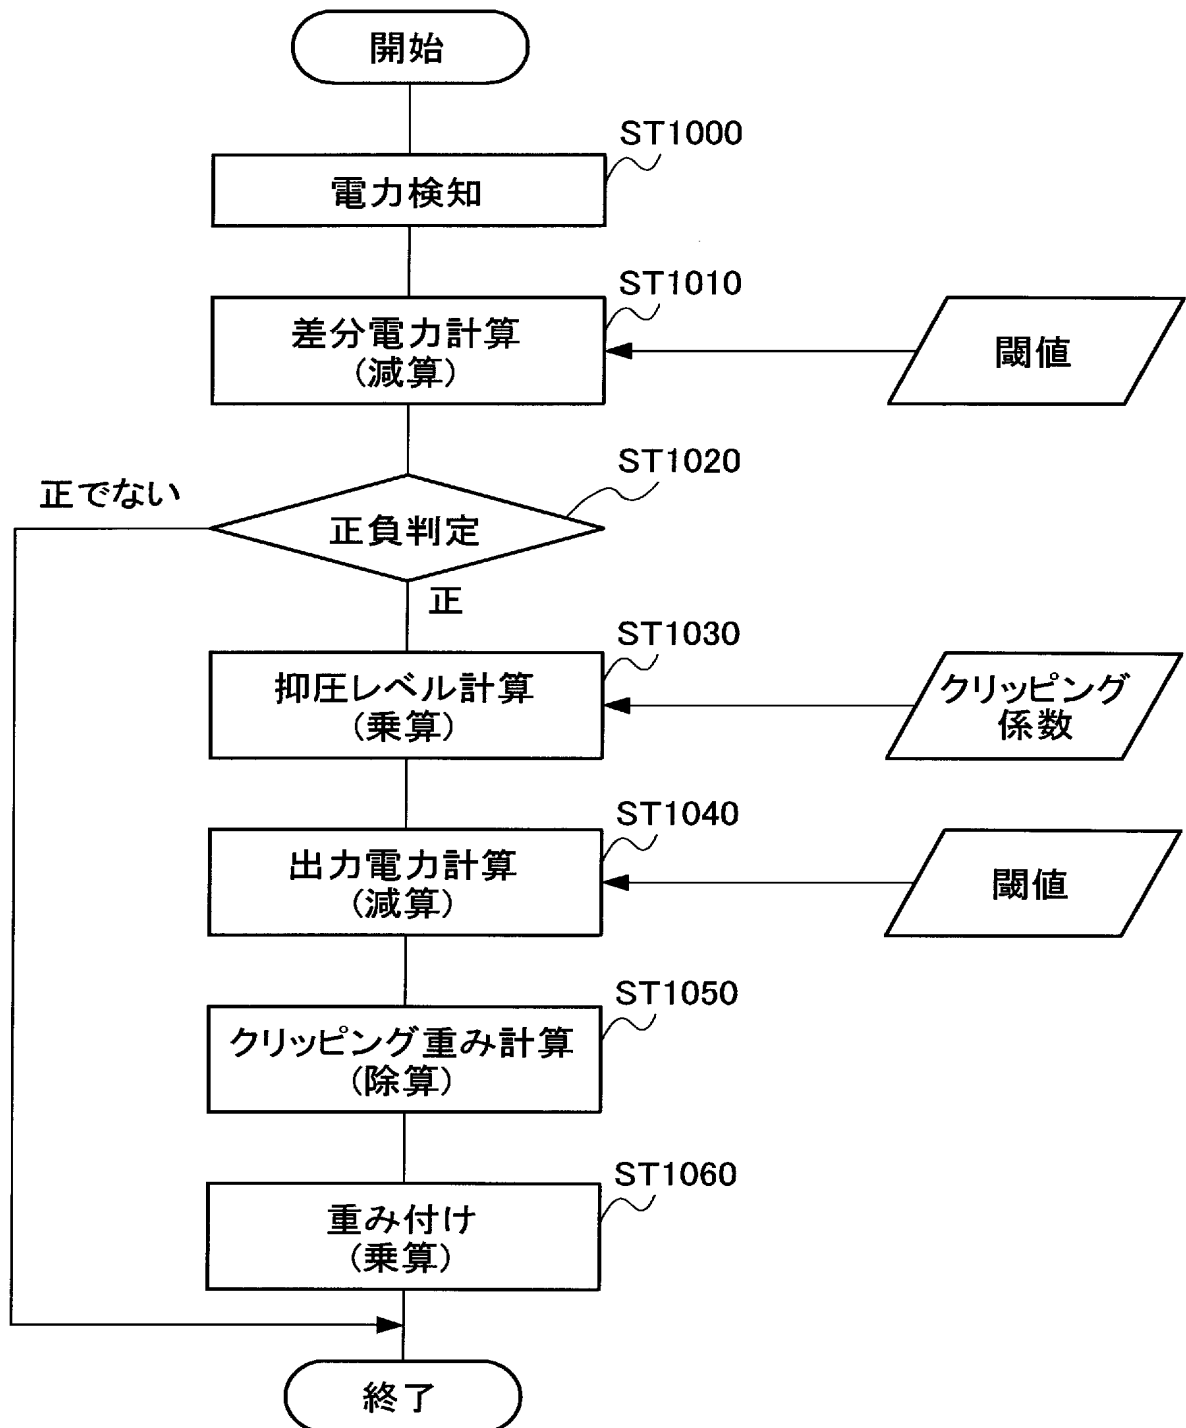 開始
ST1000
電力検知
ST1010
差分電力計算
(減算)
閾値
ST1020
正でない
正負判定
正
ST1030
抑圧レベル計算
(乗算)
クリッピング
係数
ST1040
出力電力計算
(減算)
閾値
ST1050
クリッピング重み計算
(除算)
ST1060
重み付け
(乗算)
終了